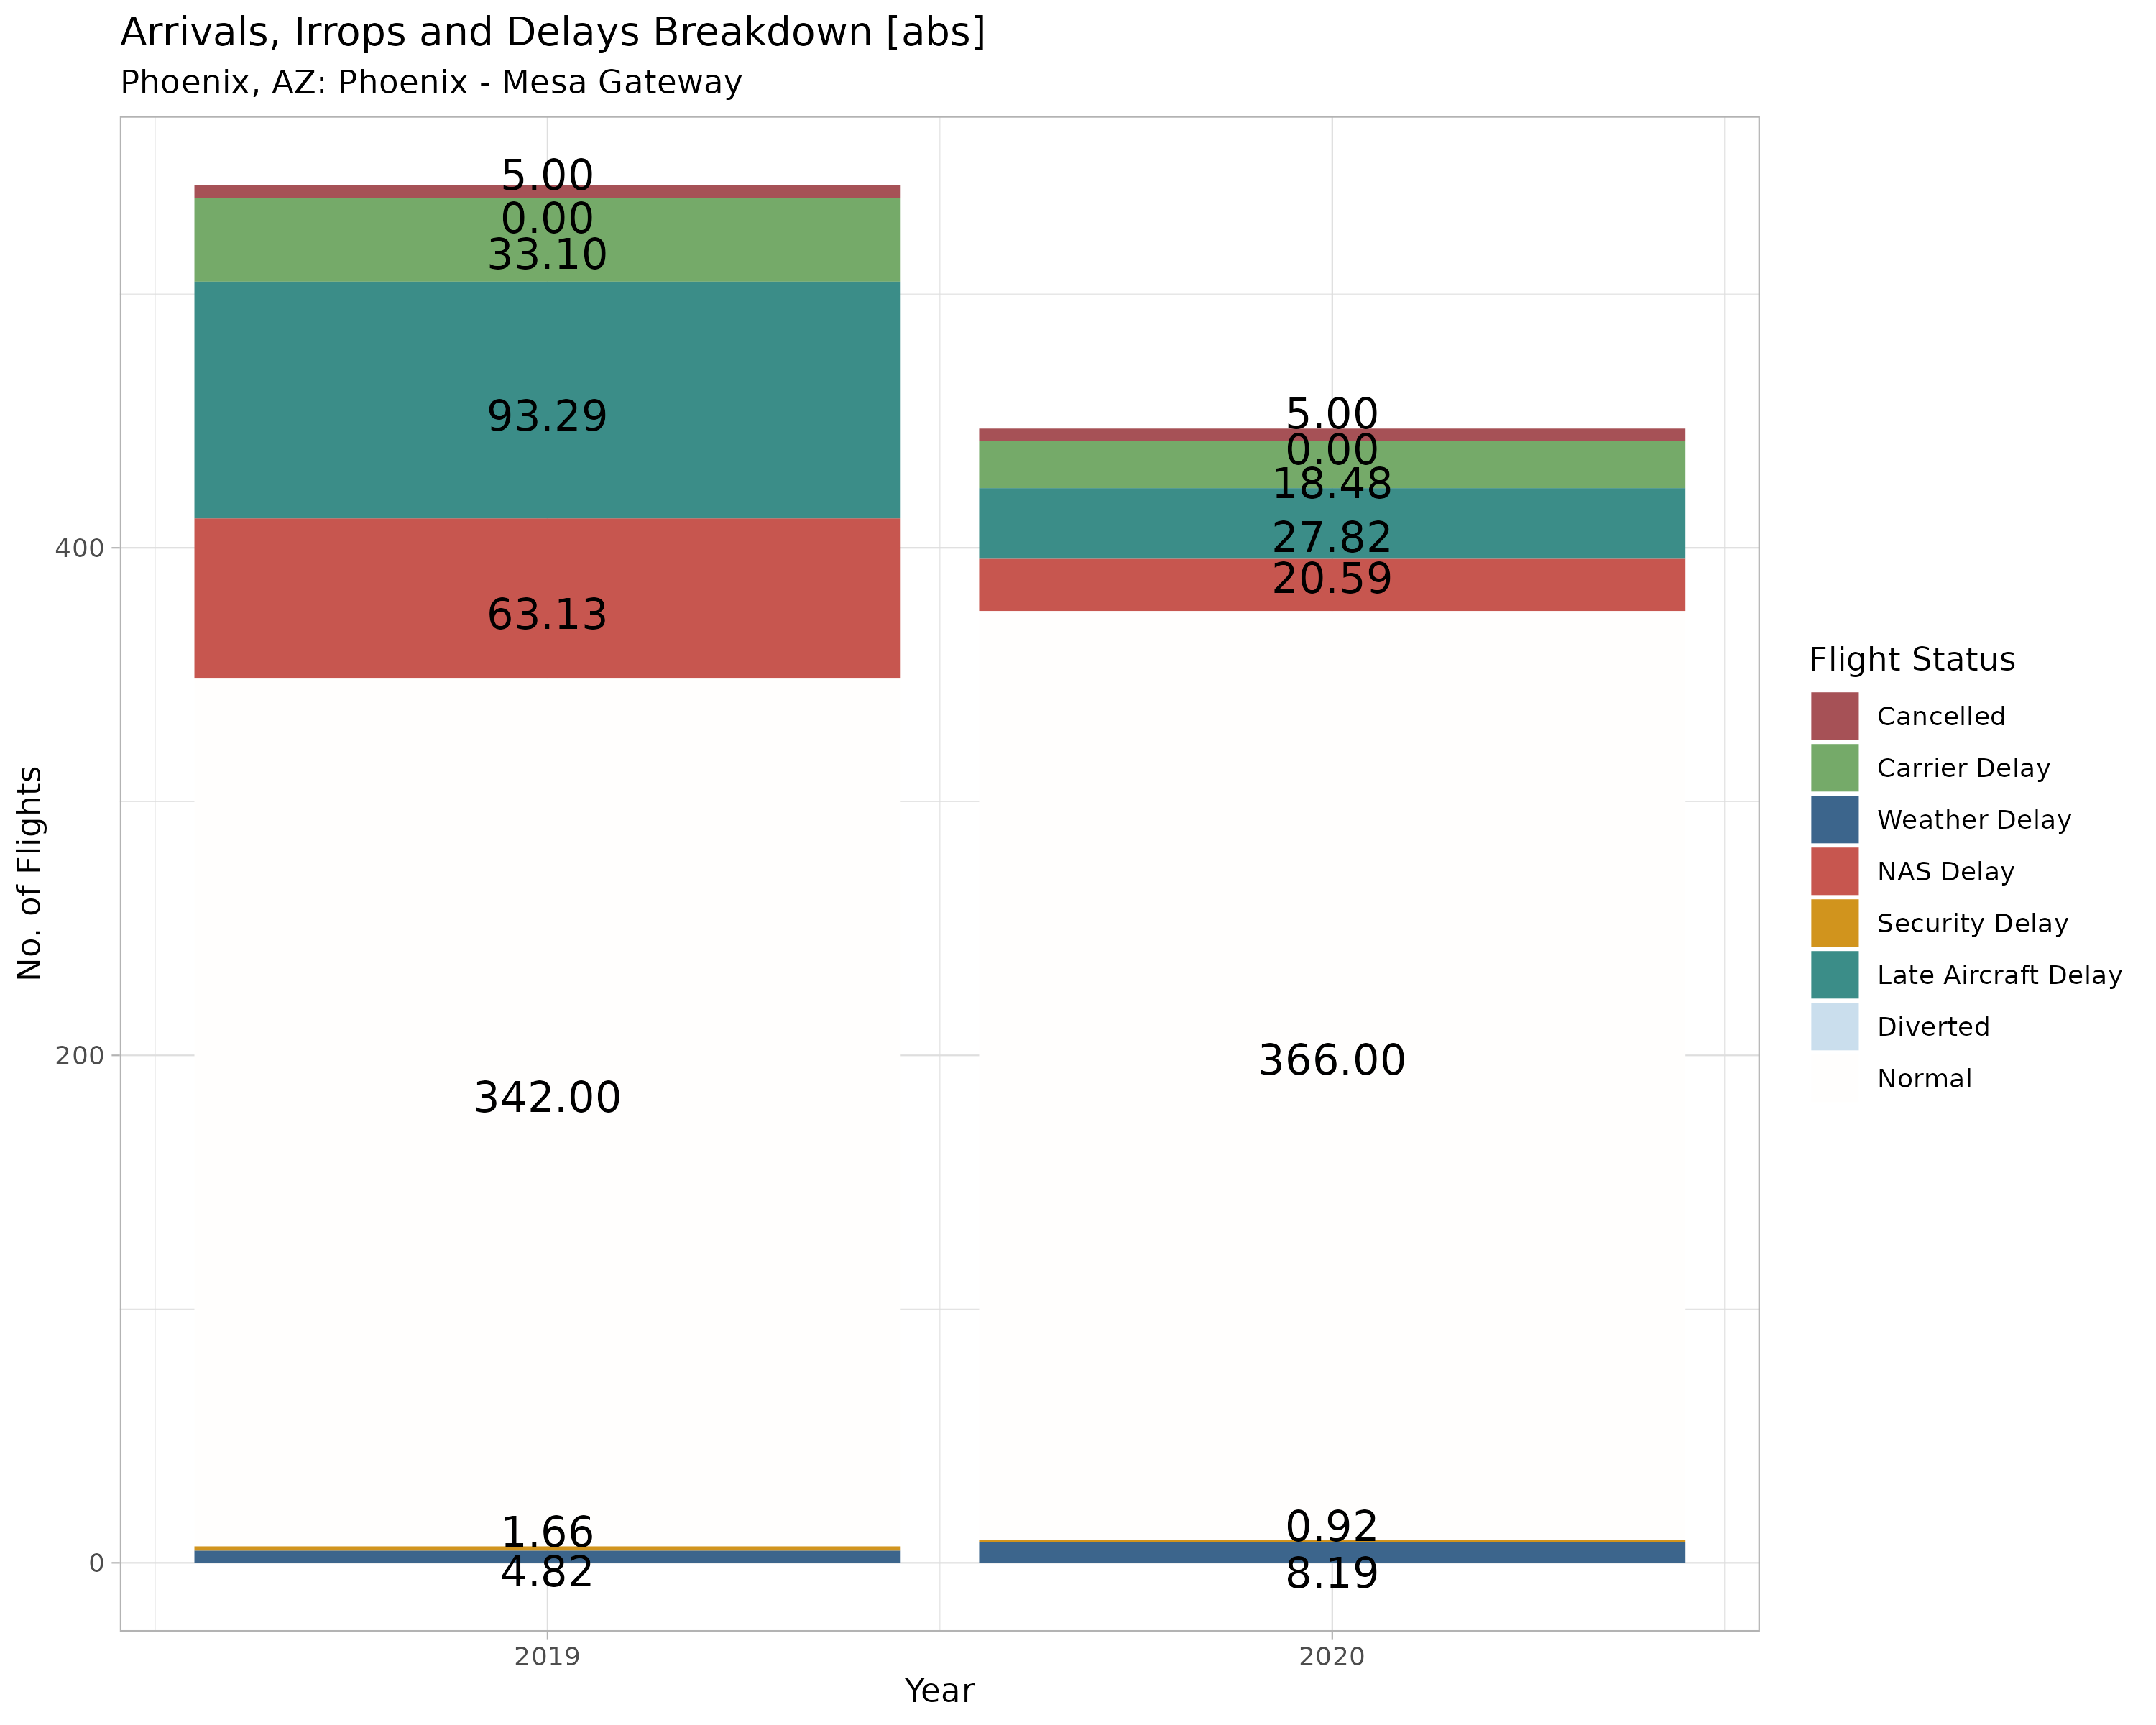 Arrivals, Irrops and Delays Breakdown [abs]
Phoenix, AZ: Phoenix - Mesa Gateway
No. of Flights
400
200
0
5.00
0.00
33.10
93.29
63.13
342.00
1.66
4.82
5.00
0.00
18.48
27.82
20.59
366.00
0.92
8.19
2019
2020
Year
Flight Status
Cancelled
Carrier Delay
Weather Delay
NAS Delay
Security Delay
Late Aircraft Delay
Diverted
Normal